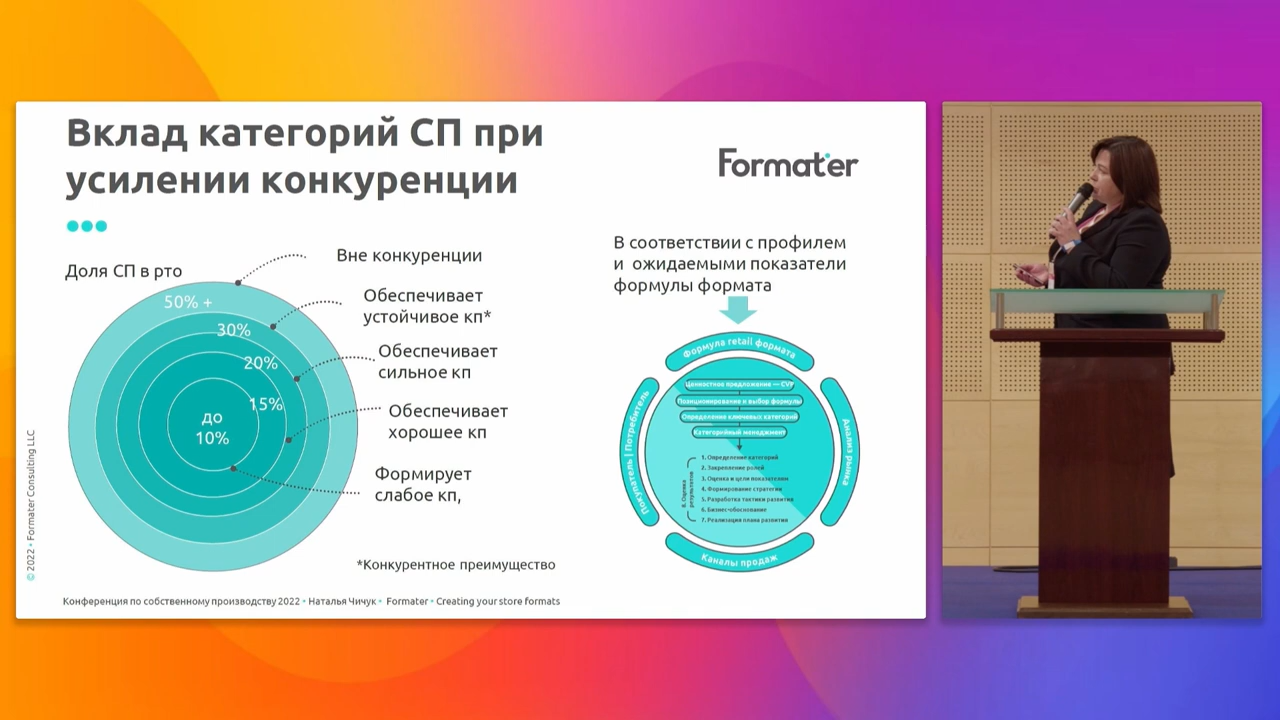 Вклад категорий СП при
усилении конкуренции
Formater
Доля СП в рто
50% +
30%
20%
15%
до
10%
Вне конкуренции
Обеспечивает
устойчивое кп*
Обеспечивает
сильное кп
Обеспечивает
хорошее кп
Формирует
слабое кп,
*Конкурентное преимущество
В соответствии с профилем
и ожидаемыми показатели
формулы формата
Формула retail формата
Покупатель | Потребитель
Анализ рынка
Каналы продаж
Ценностное предложение — CVP
Позиционирование и выбор формулы
Определение ключевых категорий
Категорийный менеджмент
1. Определение категорий
2. Закрепление ролей
3. Оценка и цели показателям
4. Формирование стратегии
5. Разработка тактики развития
6. Бизнес-обоснование
7. Реализация плана развития
8. Оценка
результатов
© 2022 • Formater Consulting LLC
Конференция по собственному производству 2022 • Наталья Чичук • Formater • Creating your store formats